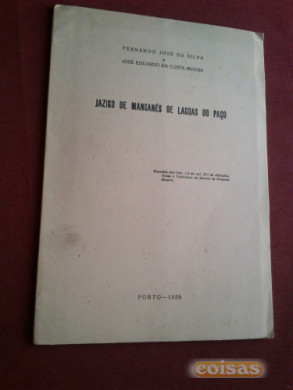 FERNANDO JOSÉ DA SILVA
e
JOSÉ EDUARDO DA COSTA MOURA
JAZIGO DE MANGANÊS DE LAGOAS DO PAÇO
PORTO—1958
coisas